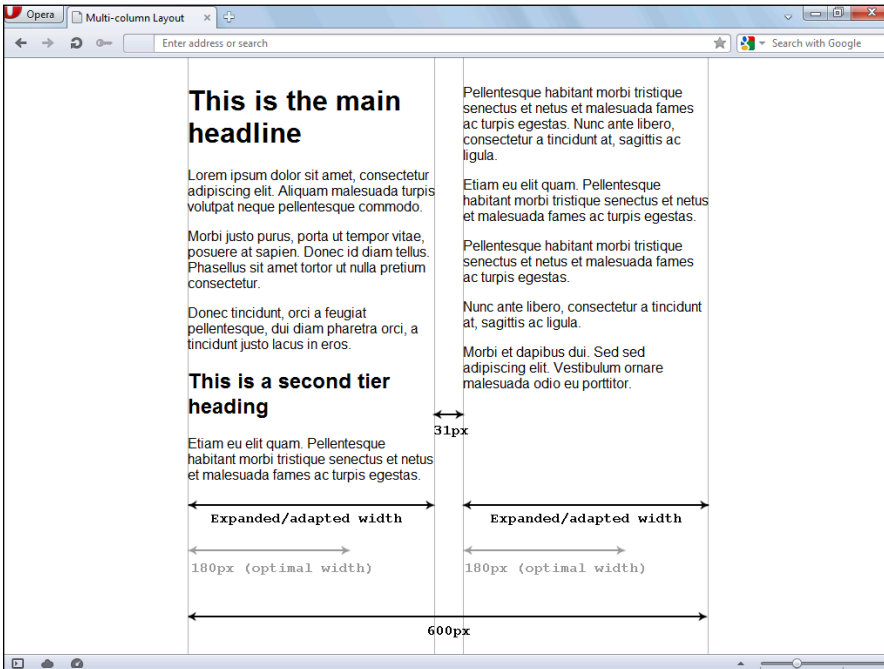 Opera
Multi-column Layout
Enter address or search
Search with Google
This is the main
headline
Lorem ipsum dolor sit amet, consectetur
adipiscing elit. Aliquam malesuada turpis
volutpat neque pellentesque commodo.
Morbi justo purus, porta ut tempor vitae,
posuere at sapien. Donec id diam tellus.
Phasellus sit amet tortor ut nulla pretium
consectetur.
Donec tincidunt, orci a feugiat
pellentesque, dui diam pharetra orci, a
tincidunt justo lacus in eros.
This is a second tier
heading
Etiam eu elit quam. Pellentesque
habitant morbi tristique senectus et netus
et malesuada fames ac turpis egestas.
Pellentesque habitant morbi tristique
senectus et netus et malesuada fames
ac turpis egestas. Nunc ante libero,
consectetur a tincidunt at, sagittis ac
ligula.
Etiam eu elit quam. Pellentesque
habitant morbi tristique senectus et netus
et malesuada fames ac turpis egestas.
Pellentesque habitant morbi tristique
senectus et netus et malesuada fames
ac turpis egestas.
Nunc ante libero, consectetur a tincidunt
at, sagittis ac ligula.
Morbi et dapibus dui. Sed sed
adipiscing elit. Vestibulum ornare
malesuada odio eu porttitor.
31px
Expanded/adapted width
Expanded/adapted width
180px (optimal width)
180px (optimal width)
600px